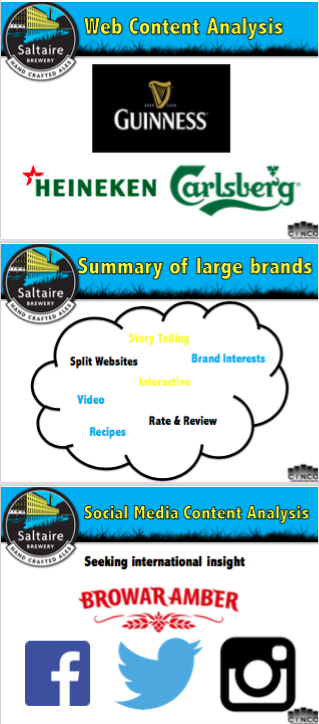 Web Content Analysis
Saltaire
BREWERY
HAND CRAFTED ALES
ESTD 1759
GUINNESS
HEINEKEN
Carlsberg
CINCO
Summary of large brands
Saltaire
BREWERY
HAND CRAFTED ALES
Story Telling
Split Websites
Brand Interests
Interactive
Video
Rate & Review
Recipes
CINCO
Social Media Content Analysis
Saltaire
BREWERY
HAND CRAFTED ALES
Seeking international insight
BROWAR AMBER
f
CINCO